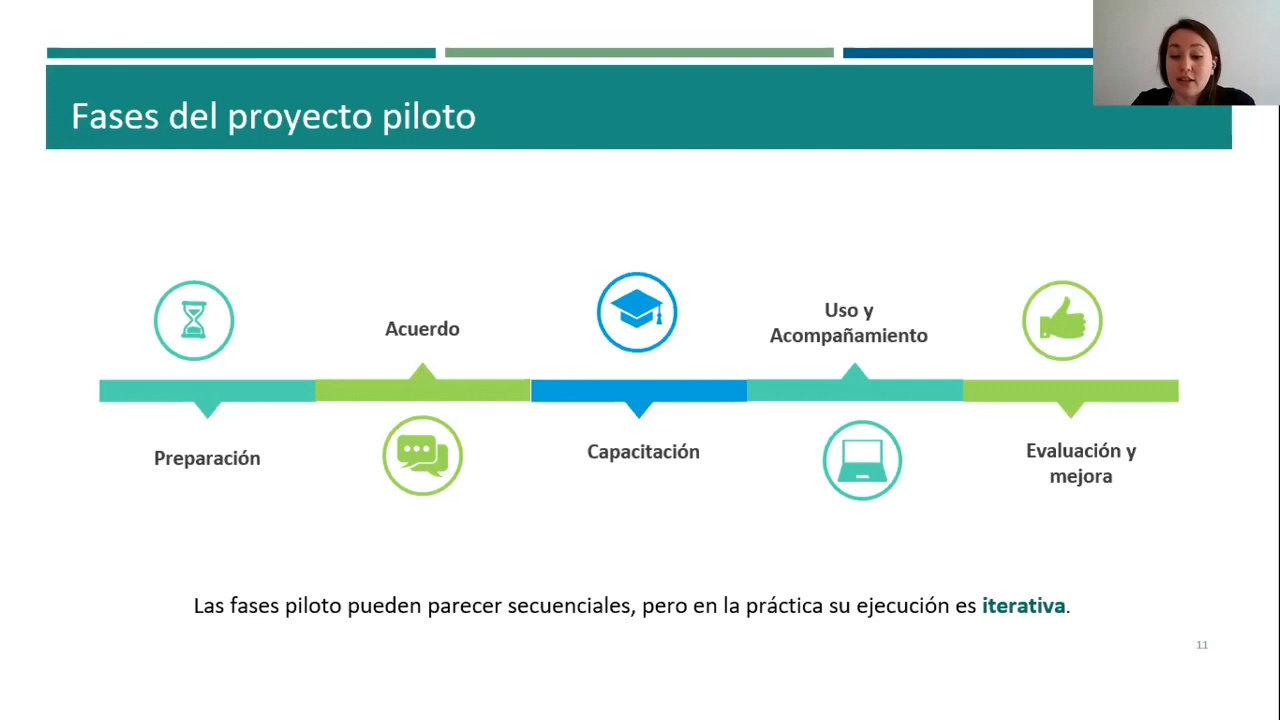 Fases del proyecto piloto
Acuerdo
Uso y
Acompañamiento
Preparación
Capacitación
Evaluación y
mejora
Las fases piloto pueden parecer secuenciales, pero en la práctica su ejecución es iterativa.
11